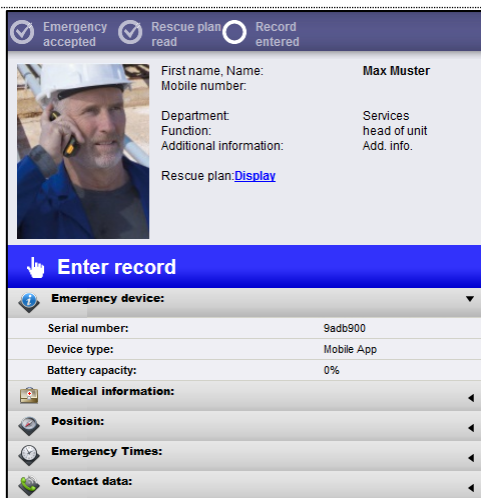 Emergency accepted
Rescue plan read
Record entered
First name, Name: Max Muster
Mobile number:
Department: Services
Function: head of unit
Additional information: Add. info.
Rescue plan:Display
Enter record
Emergency device:
Serial number: 9adb900
Device type: Mobile App
Battery capacity: 0%
Medical information:
Position:
Emergency Times:
Contact data: